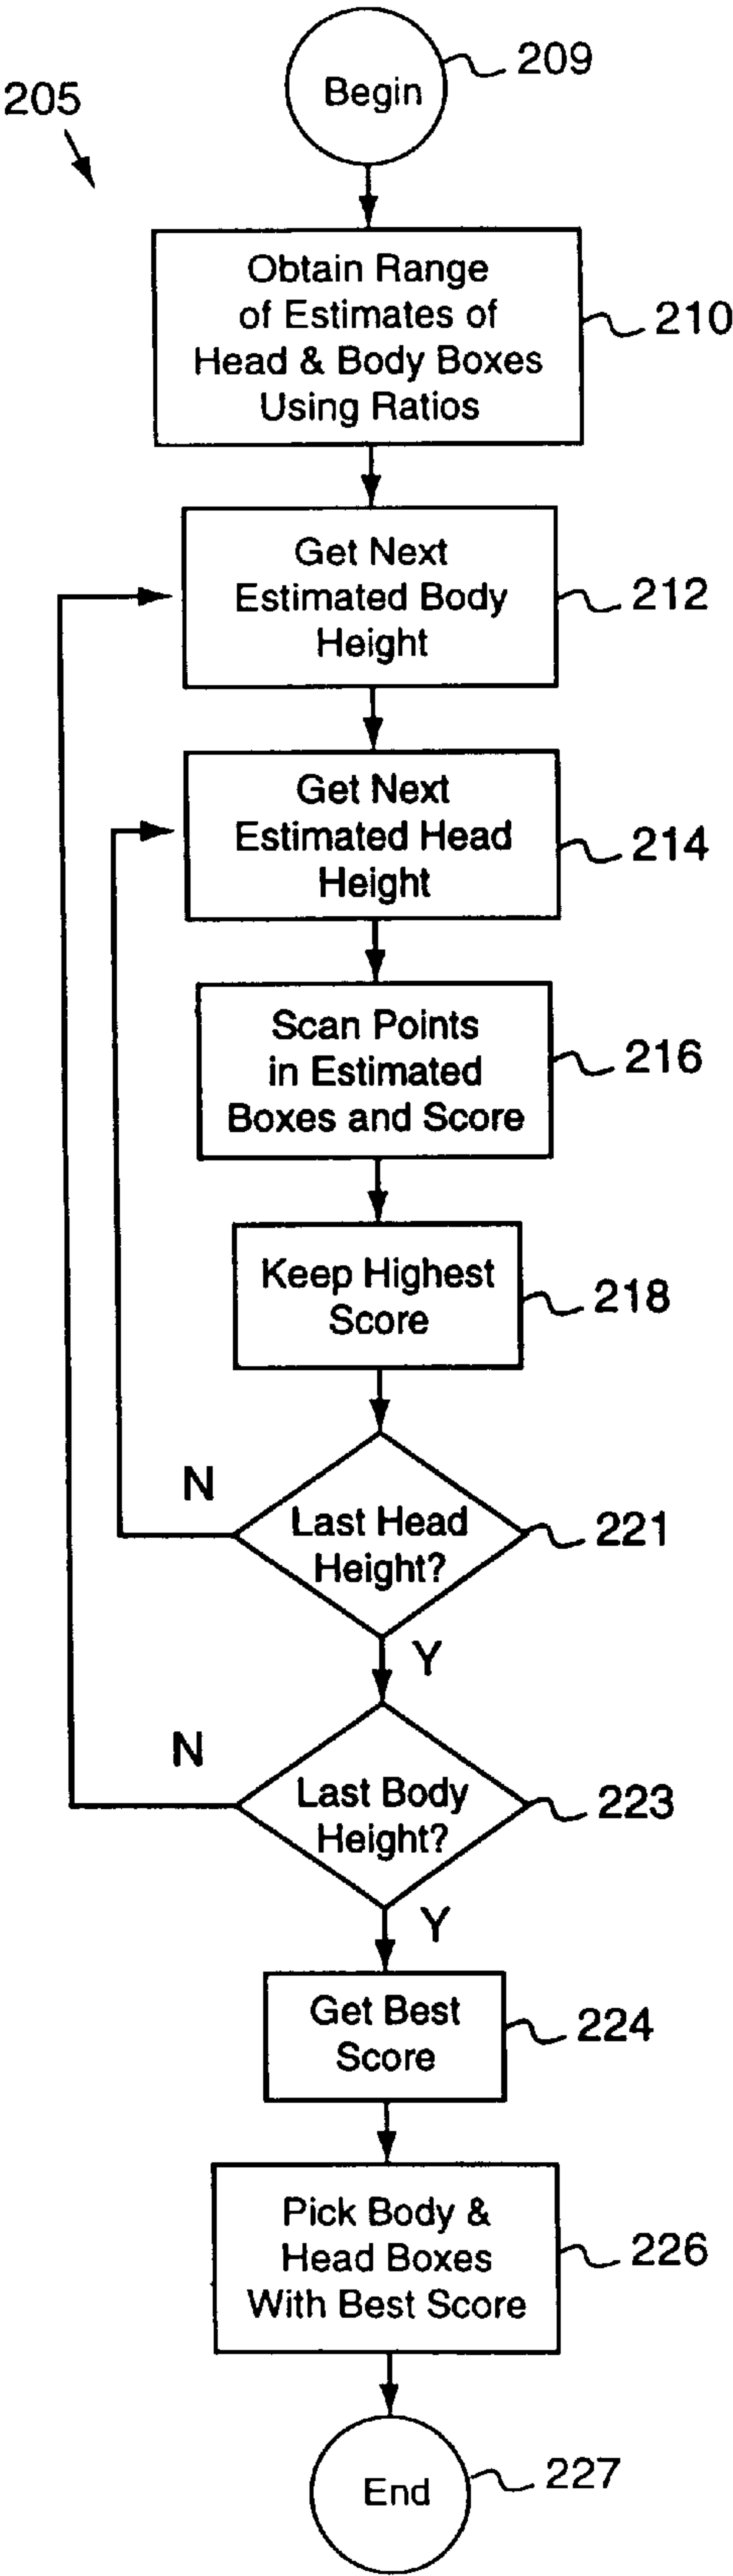 209
Begin
205
Obtain Range
of Estimates of
Head & Body Boxes
Using Ratios
210
Get Next
Estimated Body
Height
212
Get Next
Estimated Head
Height
214
Scan Points
in Estimated
Boxes and Score
216
Keep Highest
Score
218
N
Last Head
Height?
221
Y
N
Last Body
Height?
223
Y
Get Best
Score
224
Pick Body &
Head Boxes
With Best Score
226
End
227